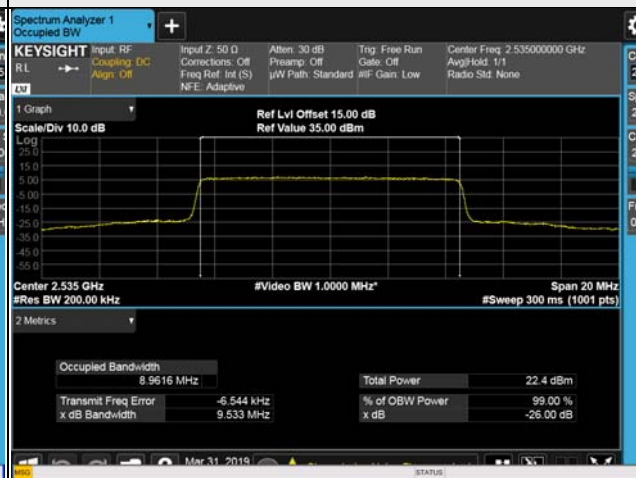 Spectrum Analyzer 1
Occupied BW
+
KEYSIGHT Input: RF Input Z: 50 Ω Atten: 30 dB Trig: Free Run Center Freq: 2.535000000 GHz
RL Coupling: DC Corrections: Off Preamp: Off Gate: Off Avg|Hold: 1/1
Align: Off Freq Ref: Int (S) µW Path: Standard #IF Gain: Low Radio Std: None
LXI NFE: Adaptive
1 Graph
Ref Lvl Offset 15.00 dB
Scale/Div 10.0 dB Ref Value 35.00 dBm
Log
25.0
15.0
5.00
-5.00
-15.0
-25.0
-35.0
-45.0
-55.0
Center 2.535 GHz #Video BW 1.0000 MHz* Span 20 MHz
#Res BW 200.00 kHz #Sweep 300 ms (1001 pts)
2 Metrics
Occupied Bandwidth
8.9616 MHz Total Power 22.4 dBm
Transmit Freq Error -6.544 kHz % of OBW Power 99.00 %
x dB Bandwidth 9.533 MHz x dB -26.00 dB
Mar 31, 2019
MSG STATUS